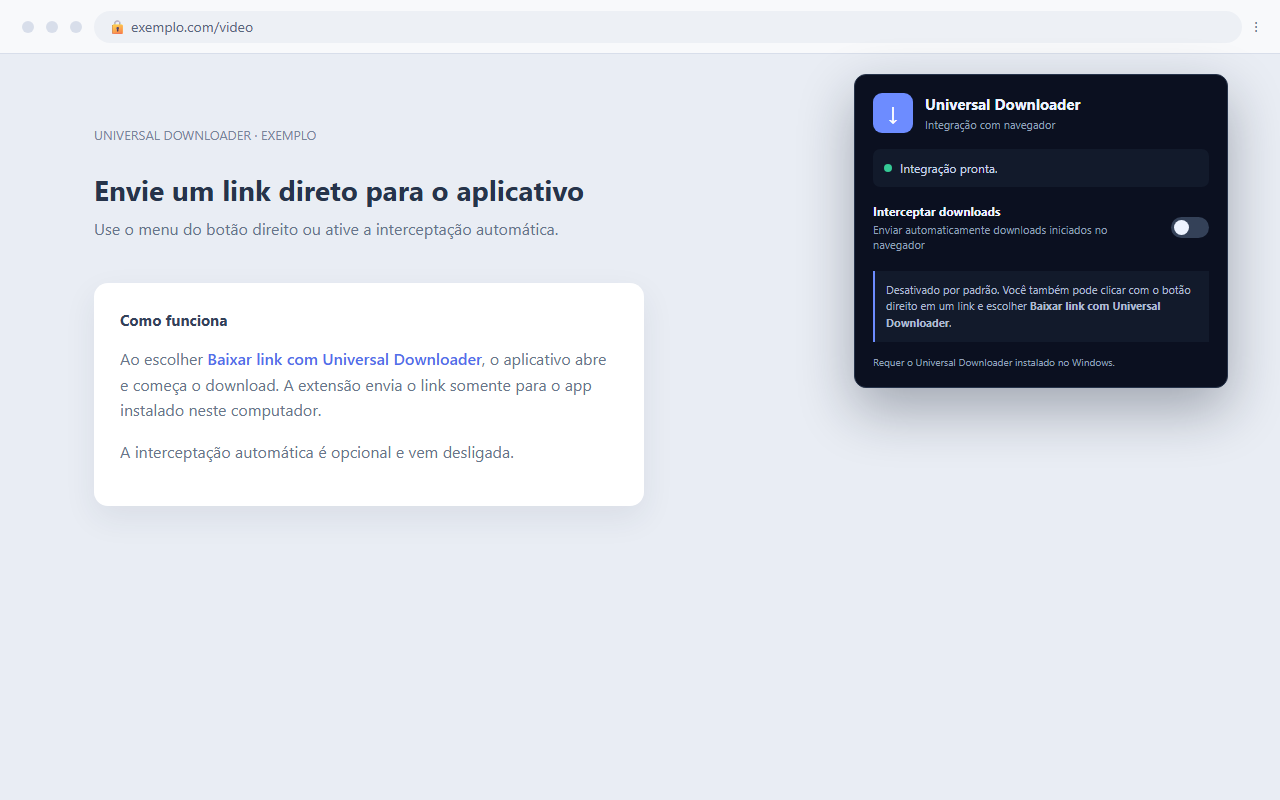 exemplo.com/video
UNIVERSAL DOWNLOADER · EXEMPLO
Envie um link direto para o aplicativo
Use o menu do botão direito ou ative a interceptação automática.
Como funciona
Ao escolher Baixar link com Universal Downloader, o aplicativo abre
e começa o download. A extensão envia o link somente para o app
instalado neste computador.
A interceptação automática é opcional e vem desligada.
Universal Downloader
Integração com navegador
Integração pronta.
Interceptar downloads
Enviar automaticamente downloads iniciados no
navegador
Desativado por padrão. Você também pode clicar com o botão
direito em um link e escolher Baixar link com Universal
Downloader.
Requer o Universal Downloader instalado no Windows.